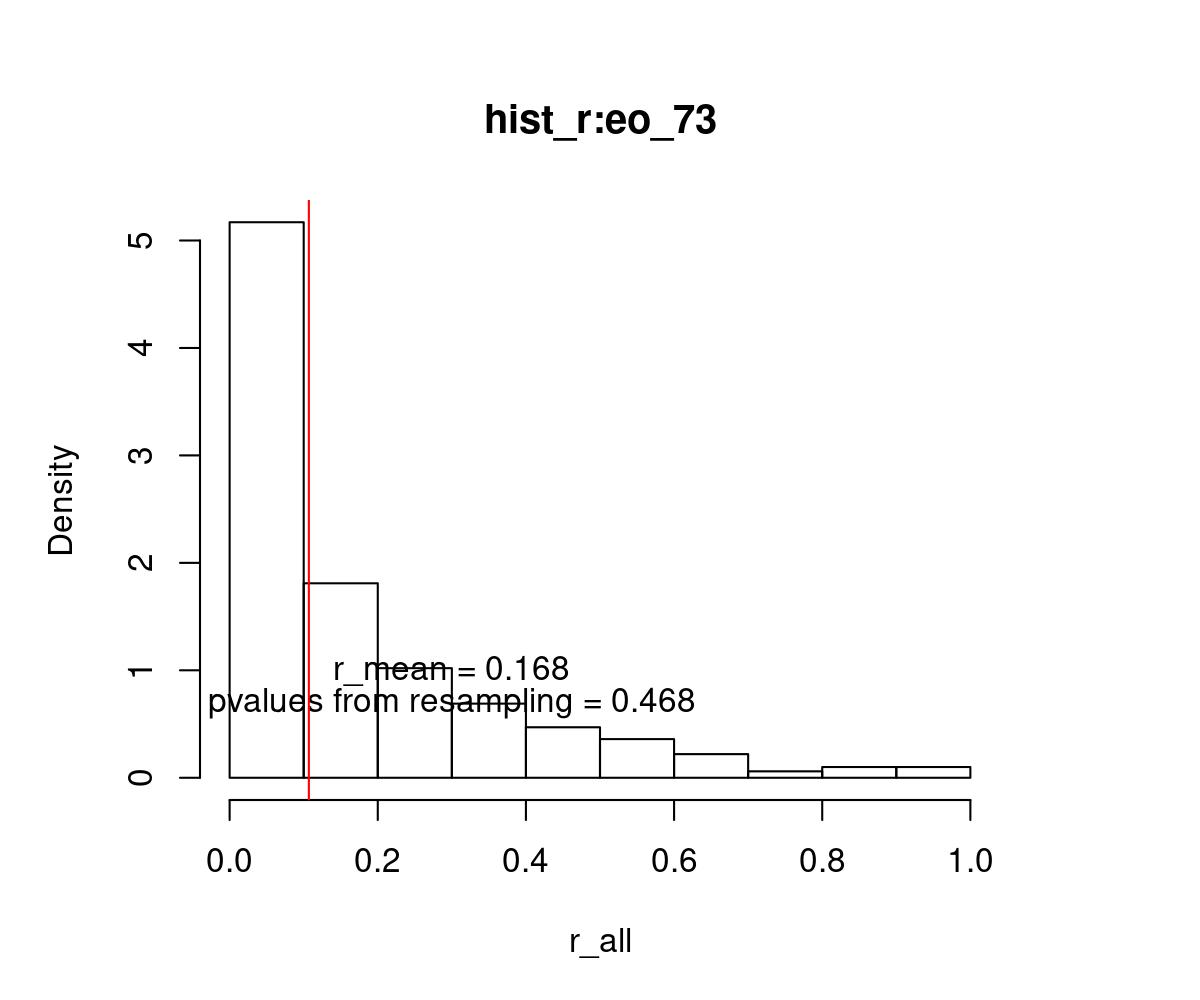 hist_r:eo_73
Density
5
4
3
2
1
0
r_mean = 0.168
pvalues from resampling = 0.468
0.0 0.2 0.4 0.6 0.8 1.0
r_all